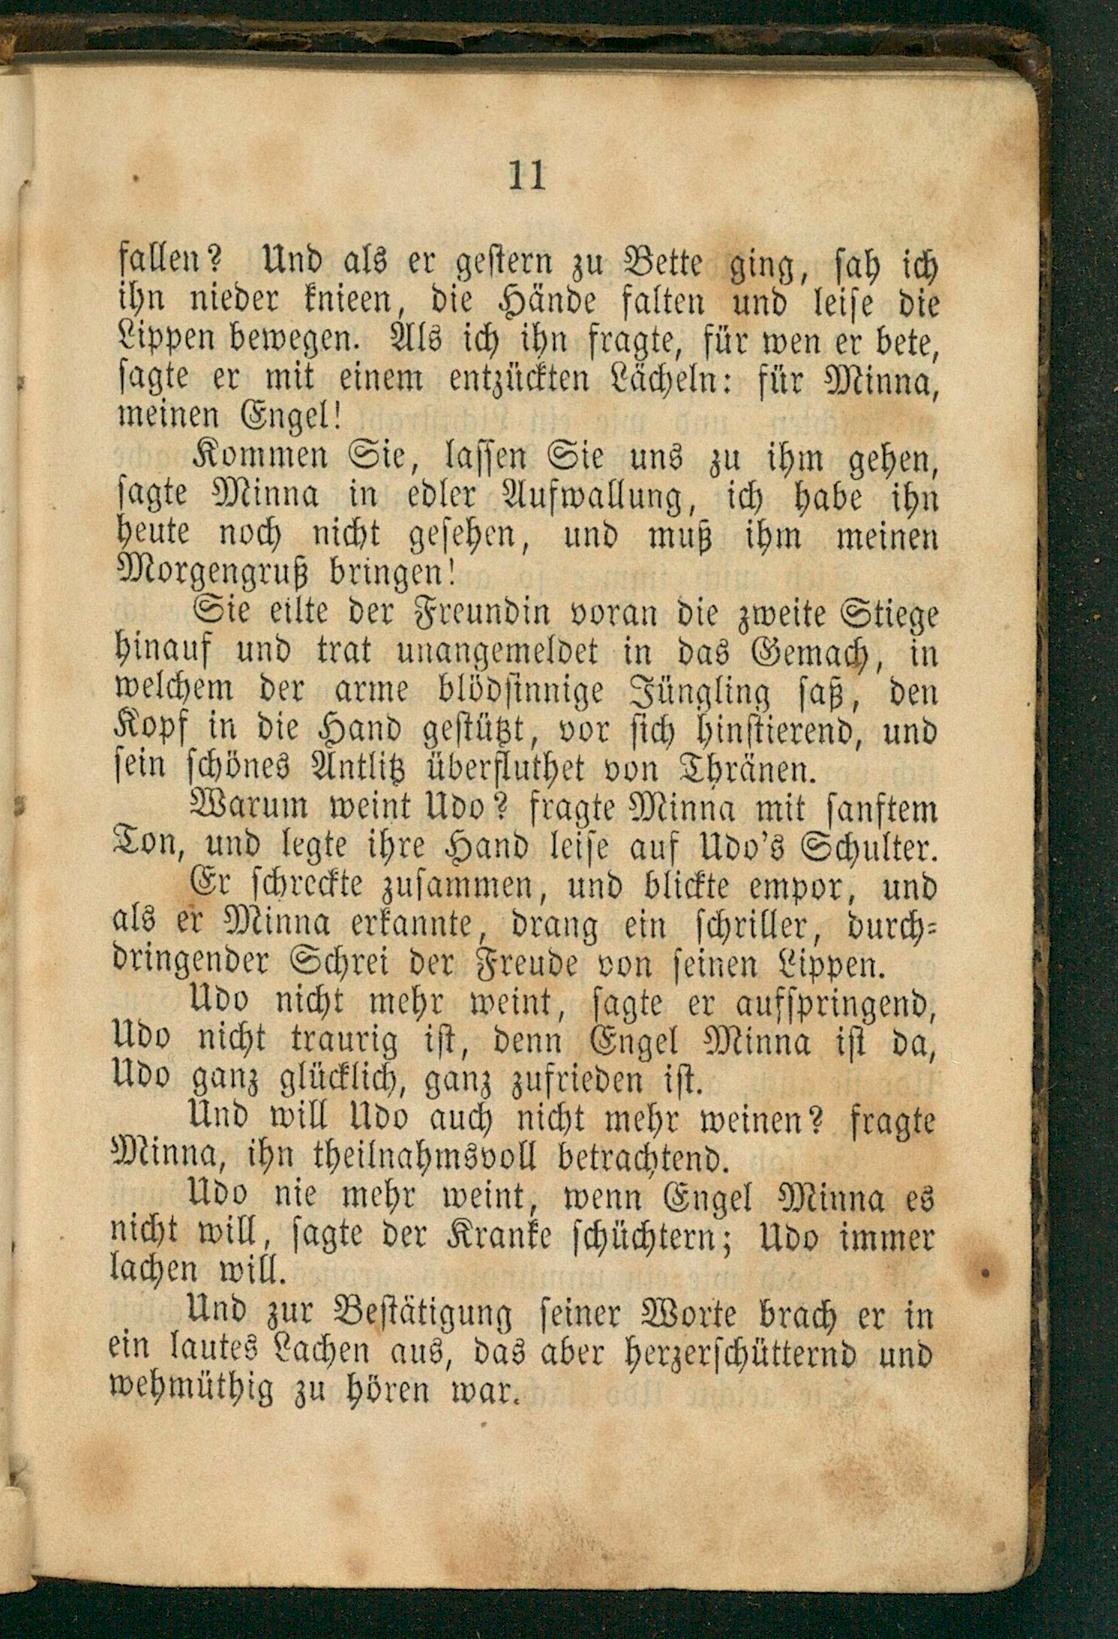 11
fallen? Und als er geſtern zu Bette ging, ſah ich
ihn nieder knieen, die Hände falten und leiſe die
Lippen bewegen. Als ich ihn fragte, für wen er bete,
ſagte er mit einem entzückten Lächeln: für Minna,
meinen Engel!
Kommen Sie, laſſen Sie uns zu ihm gehen,
ſagte Minna in edler Aufwallung, ich habe ihn
heute noch nicht geſehen, und muß ihm meinen
Morgengruß bringen!
Sie eilte der Freundin voran die zweite Stiege
hinauf und trat unangemeldet in das Gemach, in
welchem der arme blödſinnige Jüngling ſaß, den
Kopf in die Hand geſtützt, vor ſich hinſtierend, und
ſein ſchönes Antlitz überfluthet von Thränen.
Warum weint Udo? fragte Minna mit ſanftem
Ton, und legte ihre Hand leiſe auf Udo's Schulter.
Er ſchreckte zuſammen, und blickte empor, und
als er Minna erkannte, drang ein ſchriller, durch⸗
dringender Schrei der Freude von ſeinen Lippen.
Udo nicht mehr weint, ſagte er aufſpringend,
Udo nicht traurig iſt, denn Engel Minna iſt da,
Udo ganz glücklich, ganz zufrieden iſt.
Und will Udo auch nicht mehr weinen? fragte
Minna, ihn theilnahmsvoll betrachtend.
Udo nie mehr weint, wenn Engel Minna es
nicht will, ſagte der Kranke ſchüchtern; Udo immer
lachen will.
Und zur Beſtätigung ſeiner Worte brach er in
ein lautes Lachen aus, das aber herzerſchütternd und
wehmüthig zu hören war.